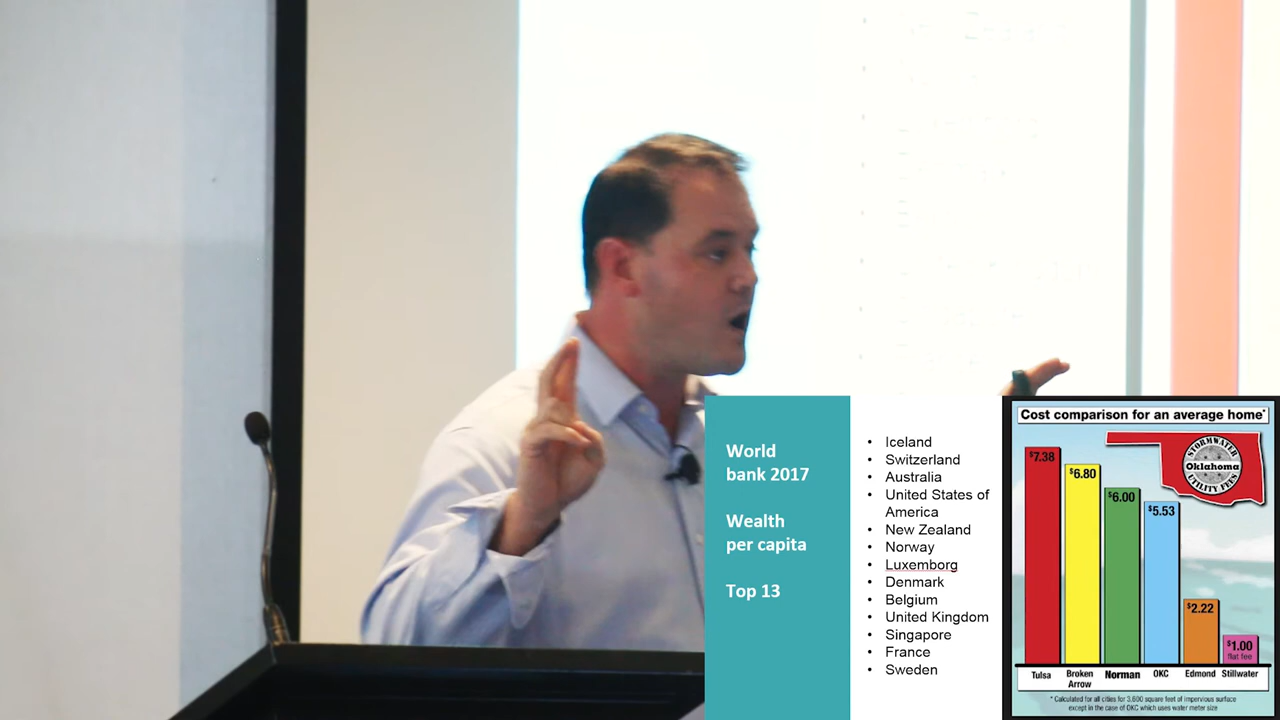 World
bank 2017
Wealth
per capita
Top 13
• Iceland
• Switzerland
• Australia
• United States of
America
• New Zealand
• Norway
• Luxemborg
• Denmark
• Belgium
• United Kingdom
• Singapore
• France
• Sweden
Cost comparison for an average home*
STORMWATER
Oklahoma
UTILITY FEES
$7.38
$6.80
$6.00
$5.53
$2.22
$1.00
flat fee
Tulsa
Broken
Arrow
Norman
OKC
Edmond
Stillwater
* Calculated for all cities for 3,600 square feet of impervious surface
except in the case of OKC which uses water meter size